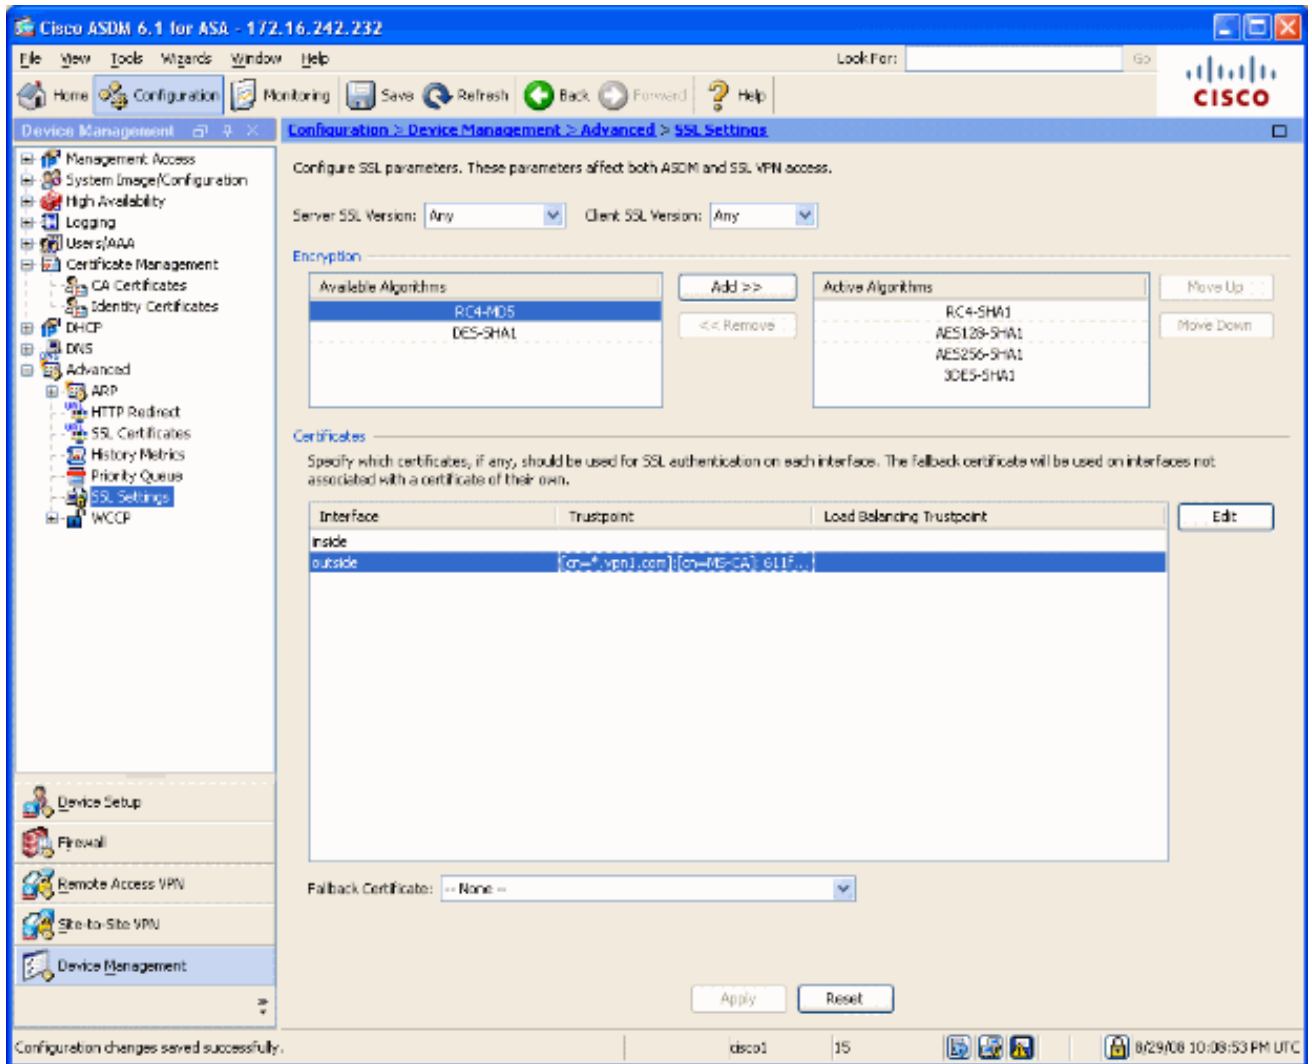 Cisco ASDM 6.1 for ASA - 172.16.242.232
File View Tools Wizards Window Help
Look For:
Go
Home Configuration Monitoring Save Refresh Back Forward Help
CISCO
Device Management
Configuration > Device Management > Advanced > SSL Settings
Management Access
System Image/Configuration
High Availability
Logging
Users/AAA
Certificate Management
CA Certificates
Identity Certificates
DHCP
DNS
Advanced
ARP
HTTP Redirect
SSL Certificates
History Metrics
Priority Queue
SSL Settings
WCCP
Device Setup
Firewall
Remote Access VPN
Site-to-Site VPN
Device Management
Configure SSL parameters. These parameters affect both ASDM and SSL VPN access.
Server SSL Version: Any Client SSL Version: Any
Encryption
Available Algorithms
RC4-MD5
DES-SHA1
Add >>
<< Remove
Active Algorithms
RC4-SHA1
AES128-SHA1
AES256-SHA1
3DES-SHA1
Move Up
Move Down
Certificates
Specify which certificates, if any, should be used for SSL authentication on each interface. The fallback certificate will be used on interfaces not
associated with a certificate of their own.
Interface Trustpoint Load Balancing Trustpoint
inside
outside [cn=*.vpn1.com]:[cn=MS-CA]: 611f...
Edit
Fallback Certificate: -- None --
Apply Reset
Configuration changes saved successfully. cisco1 15 8/29/08 10:08:53 PM UTC